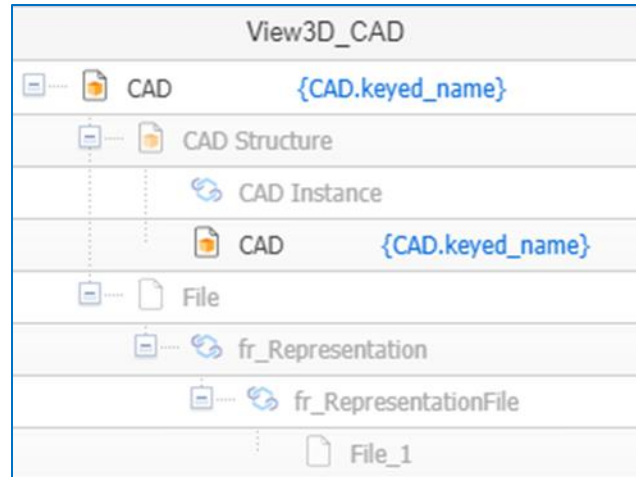 View3D_CAD
CAD {CAD.keyed_name}
CAD Structure
CAD Instance
CAD {CAD.keyed_name}
File
fr_Representation
fr_RepresentationFile
File_1